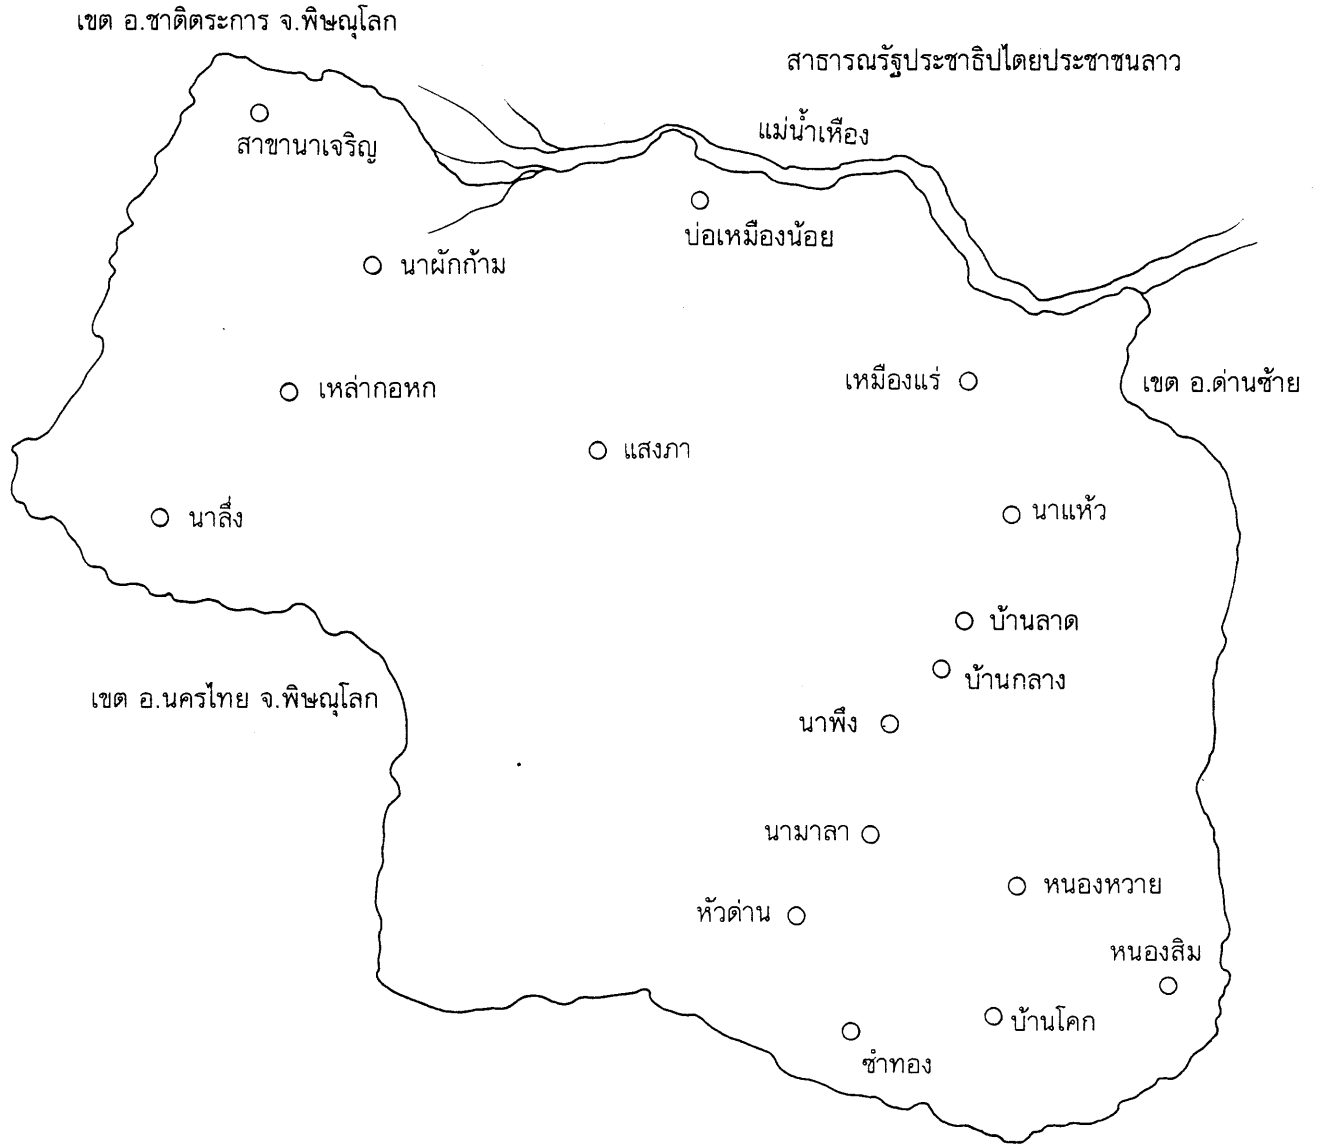 เขต อ.ชาติตระการ จ.พิษณุโลก
สาธารณรัฐประชาธิปไตยประชาชนลาว
แม่น้ำเหือง
สาขานาเจริญ
บ่อเหมืองน้อย
นาผักก้าม
เหมืองแร่
เขต อ.ด่านซ้าย
เหล่ากอหก
แสงภา
นาลึ่ง
นาแห้ว
บ้านลาด
บ้านกลาง
เขต อ.นครไทย จ.พิษณุโลก
นาพึง
นามาลา
หนองหวาย
หัวด่าน
หนองสิม
บ้านโคก
ซำทอง